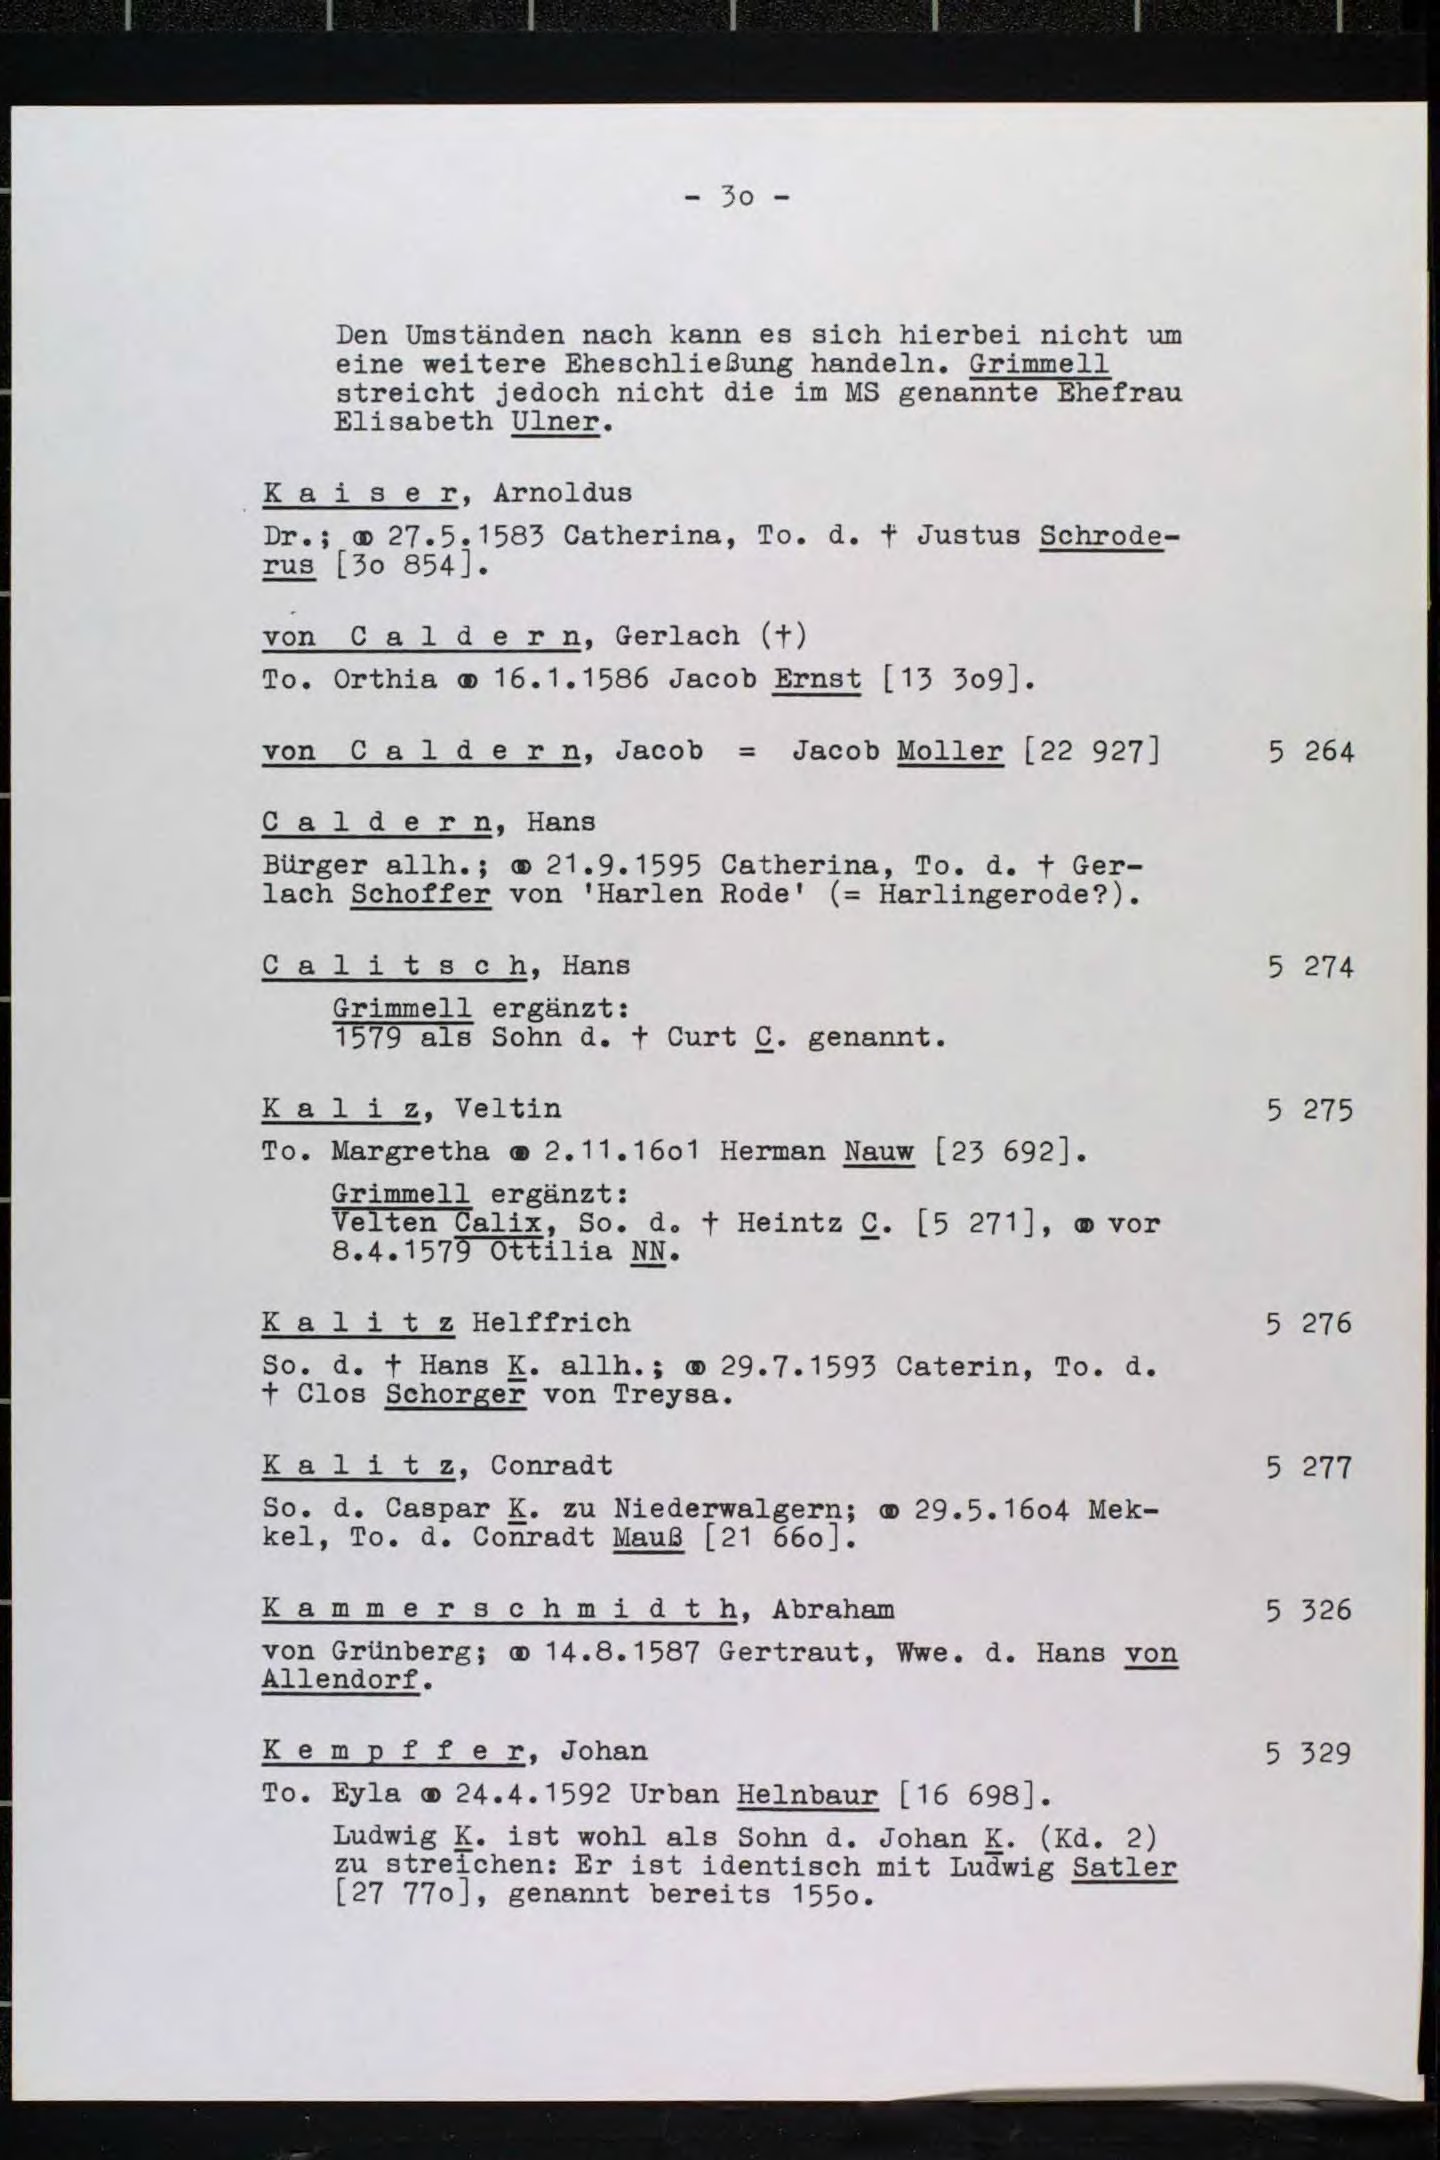 - 3o -
Den Umständen nach kann es sich hierbei nicht um
eine weitere Eheschließung handeln. Grimmell
streicht jedoch nicht die im MS genannte Ehefrau
Elisabeth Ulner.
K a i s e r, Arnoldus
Dr.; ⚭ 27.5.1583 Catherina, To. d. † Justus Schrode-
rus [3o 854].
von C a l d e r n, Gerlach (†)
To. Orthia ⚭ 16.1.1586 Jacob Ernst [13 3o9].
von C a l d e r n, Jacob = Jacob Moller [22 927] 5 264
C a l d e r n, Hans
Bürger allh.; ⚭ 21.9.1595 Catherina, To. d. † Ger-
lach Schoffer von 'Harlen Rode' (= Harlingerode?).
C a l i t s c h, Hans 5 274
Grimmell ergänzt:
1579 als Sohn d. † Curt C. genannt.
K a l i z, Veltin 5 275
To. Margretha ⚭ 2.11.16o1 Herman Nauw [23 692].
Grimmell ergänzt:
Velten Calix, So. d. † Heintz C. [5 271], ⚭ vor
8.4.1579 Ottilia NN.
K a l i t z Helffrich 5 276
So. d. † Hans K. allh.; ⚭ 29.7.1593 Caterin, To. d.
† Clos Schorger von Treysa.
K a l i t z, Conradt 5 277
So. d. Caspar K. zu Niederwalgern; ⚭ 29.5.16o4 Mek-
kel, To. d. Conradt Mauß [21 66o].
K a m m e r s c h m i d t h, Abraham 5 326
von Grünberg; ⚭ 14.8.1587 Gertraut, Wwe. d. Hans von
Allendorf.
K e m p f f e r, Johan 5 329
To. Eyla ⚭ 24.4.1592 Urban Helnbaur [16 698].
Ludwig K. ist wohl als Sohn d. Johan K. (Kd. 2)
zu streichen: Er ist identisch mit Ludwig Satler
[27 77o], genannt bereits 155o.